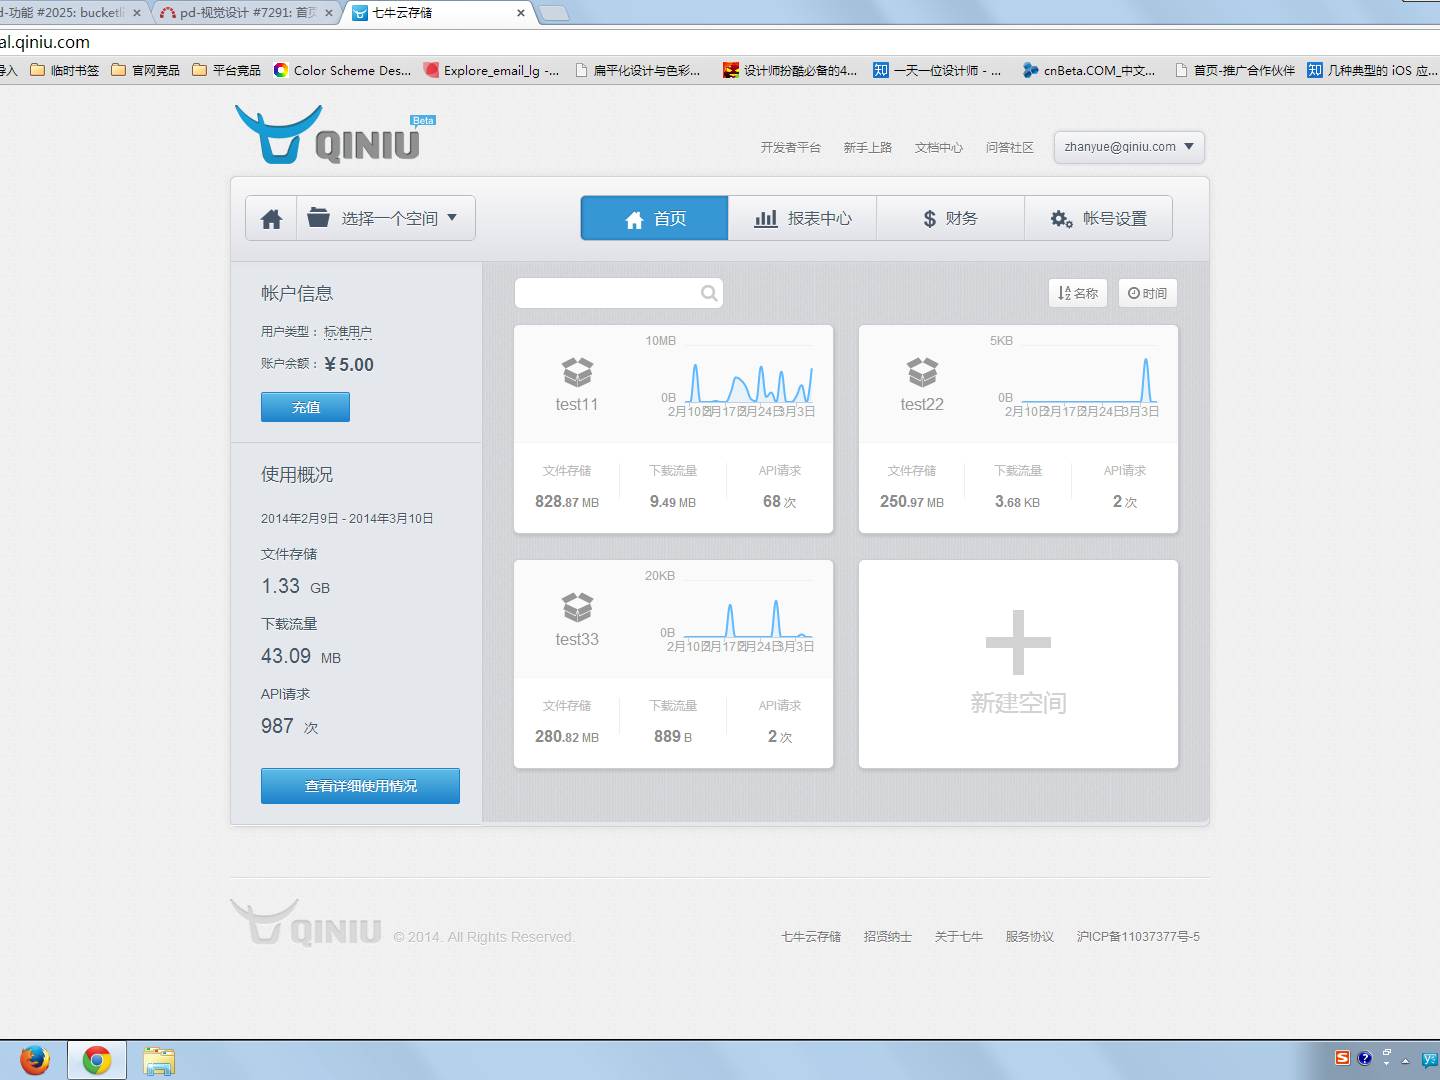 d-功能 #2025: bucketli
pd-视觉设计 #7291: 首页
七牛云存储
al.qiniu.com
导入
临时书签
官网竞品
平台竞品
Color Scheme Des...
Explore_email_lg -...
扁平化设计与色彩...
设计师扮酷必备的4...
知 一天一位设计师 - ...
cnBeta.COM_中文...
首页-推广合作伙伴
知 几种典型的 iOS 应...
QINIU Beta
开发者平台 新手上路 文档中心 问答社区 zhanyue@qiniu.com
选择一个空间 首页 报表中心 $ 财务 帐号设置
帐户信息
用户类型： 标准用户
账户余额： ¥ 5.00
充值
使用概况
2014年2月9日 - 2014年3月10日
文件存储
1.33 GB
下载流量
43.09 MB
API请求
987 次
查看详细使用情况
名称 时间
test11
10MB
0B
2月10日 2月17日 2月24日 3月3日
文件存储 下载流量 API请求
828.87 MB 9.49 MB 68 次
test22
5KB
0B
2月10日 2月17日 2月24日 3月3日
文件存储 下载流量 API请求
250.97 MB 3.68 KB 2 次
test33
20KB
0B
2月10日 2月17日 2月24日 3月3日
文件存储 下载流量 API请求
280.82 MB 889 B 2 次
新建空间
QINIU © 2014. All Rights Reserved.
七牛云存储 招贤纳士 关于七牛 服务协议 沪ICP备11037377号-5